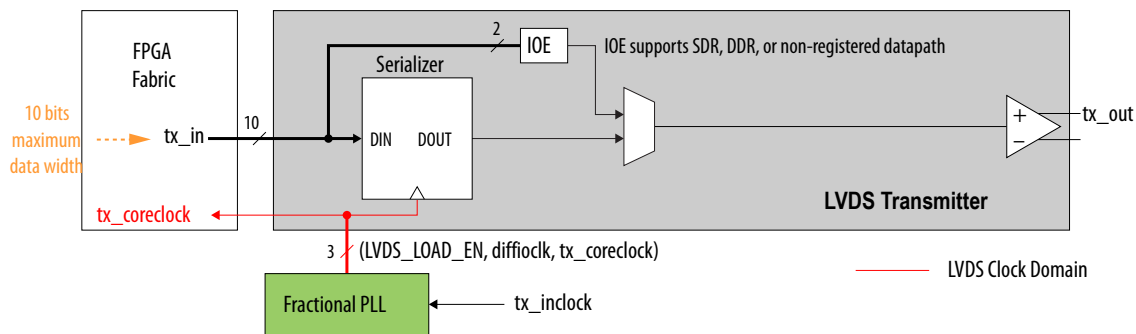 2
IOE
IOE supports SDR, DDR, or non-registered datapath
FPGA
Fabric
Serializer
10 bits
maximum
data width
tx_in
10
DIN
DOUT
+
–
tx_out
tx_coreclock
LVDS Transmitter
3
(LVDS_LOAD_EN, diffioclk, tx_coreclock)
LVDS Clock Domain
Fractional PLL
tx_inclock